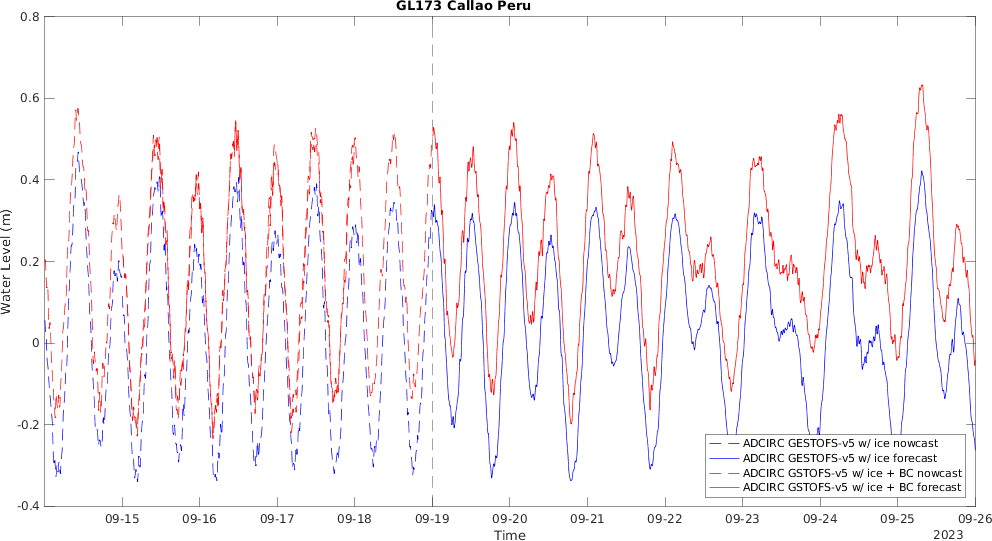 GL173 Callao Peru
0.8
0.6
0.4
0.2
0
-0.2
-0.4
Water Level (m)
ADCIRC GESTOFS-v5 w/ ice nowcast
ADCIRC GESTOFS-v5 w/ ice forecast
ADCIRC GSTOFS-v5 w/ ice + BC nowcast
ADCIRC GSTOFS-v5 w/ ice + BC forecast
09-15 09-16 09-17 09-18 09-19 09-20 09-21 09-22 09-23 09-24 09-25 09-26
Time
2023